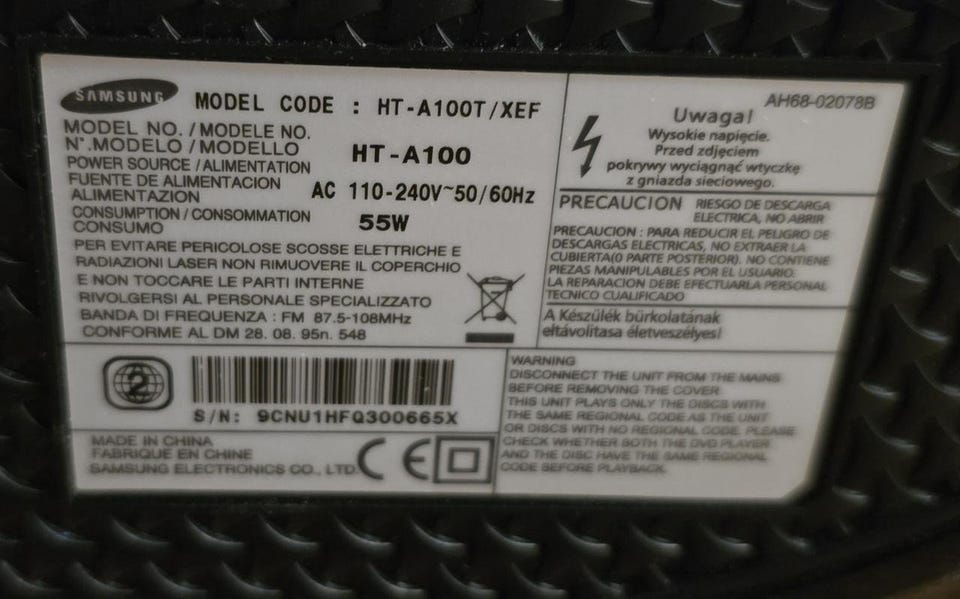 SAMSUNG MODEL CODE : HT-A100T/XEF
MODEL NO. / MODELE NO.
N°.MODELO / MODELLO HT-A100
POWER SOURCE / ALIMENTATION
FUENTE DE ALIMENTACION
ALIMENTAZION AC 110-240V~50/60Hz
CONSUMPTION / CONSOMMATION
CONSUMO 55W
PER EVITARE PERICOLOSE SCOSSE ELETTRICHE E
RADIAZIONI LASER NON RIMUOVERE IL COPERCHIO
E NON TOCCARE LE PARTI INTERNE
RIVOLGERSI AL PERSONALE SPECIALIZZATO
BANDA DI FREQUENZA : FM 87.5-108MHz
CONFORME AL DM 28. 08. 95n. 548
2
S/N: 9CNU1HFQ300665X
MADE IN CHINA
FABRIQUE EN CHINE
SAMSUNG ELECTRONICS CO., LTD.
CE
AH68-02078B
Uwaga!
Wysokie napięcie.
Przed zdjęciem
pokrywy wyciągnąć wtyczkę
z gniazda sieciowego.
PRECAUCION RIESGO DE DESCARGA
ELECTRICA, NO ABRIR
PRECAUCION : PARA REDUCIR EL PELIGRO DE
DESCARGAS ELECTRICAS, NO EXTRAER LA
CUBIERTA(O PARTE POSTERIOR). NO CONTIENE
PIEZAS MANIPULABLES POR EL USUARIO.
LA REPARACION DEBE EFECTUARLA PERSONAL
TECNICO CUALIFICADO
A Készülék bürkolatának
eltávolítasa életveszélyes!
WARNING
DISCONNECT THE UNIT FROM THE MAINS
BEFORE REMOVING THE COVER
THIS UNIT PLAYS ONLY THE DISCS WITH
THE SAME REGIONAL CODE AS THE UNIT
OR DISCS WITH NO REGIONAL CODE. PLEASE
CHECK WHETHER BOTH THE DVD PLAYER
AND THE DISC HAVE THE SAME REGIONAL
CODE BEFORE PLAYBACK.